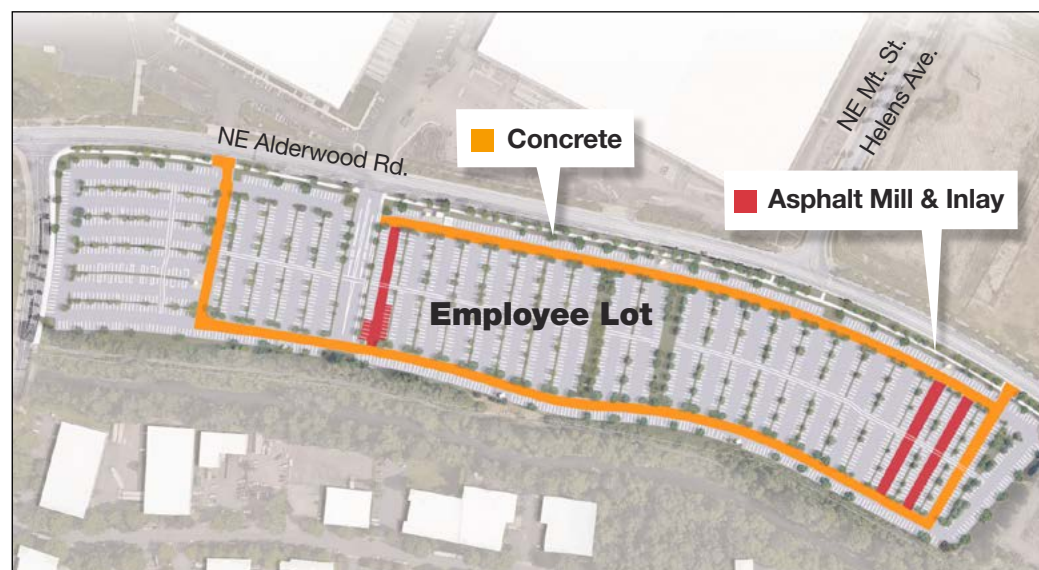 NE Alderwood Rd.
Concrete
NE Mt. St.
Helens Ave.
Asphalt Mill & Inlay
Employee Lot